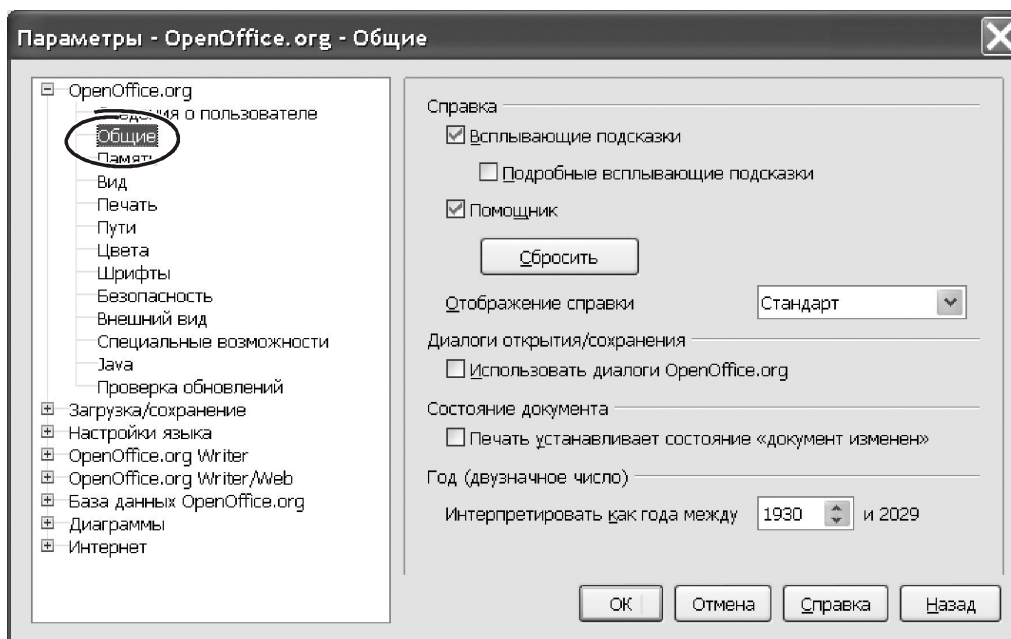 Параметры - OpenOffice.org - Общие
OpenOffice.org
Сведения о пользователе
Общие
Память
Вид
Печать
Пути
Цвета
Шрифты
Безопасность
Внешний вид
Специальные возможности
Java
Проверка обновлений
Загрузка/сохранение
Настройки языка
OpenOffice.org Writer
OpenOffice.org Writer/Web
База данных OpenOffice.org
Диаграммы
Интернет
Справка
Всплывающие подсказки
Подробные всплывающие подсказки
Помощник
Сбросить
Отображение справки Стандарт
Диалоги открытия/сохранения
Использовать диалоги OpenOffice.org
Состояние документа
Печать устанавливает состояние «документ изменен»
Год (двузначное число)
Интерпретировать как года между 1930 и 2029
ОК Отмена Справка Назад